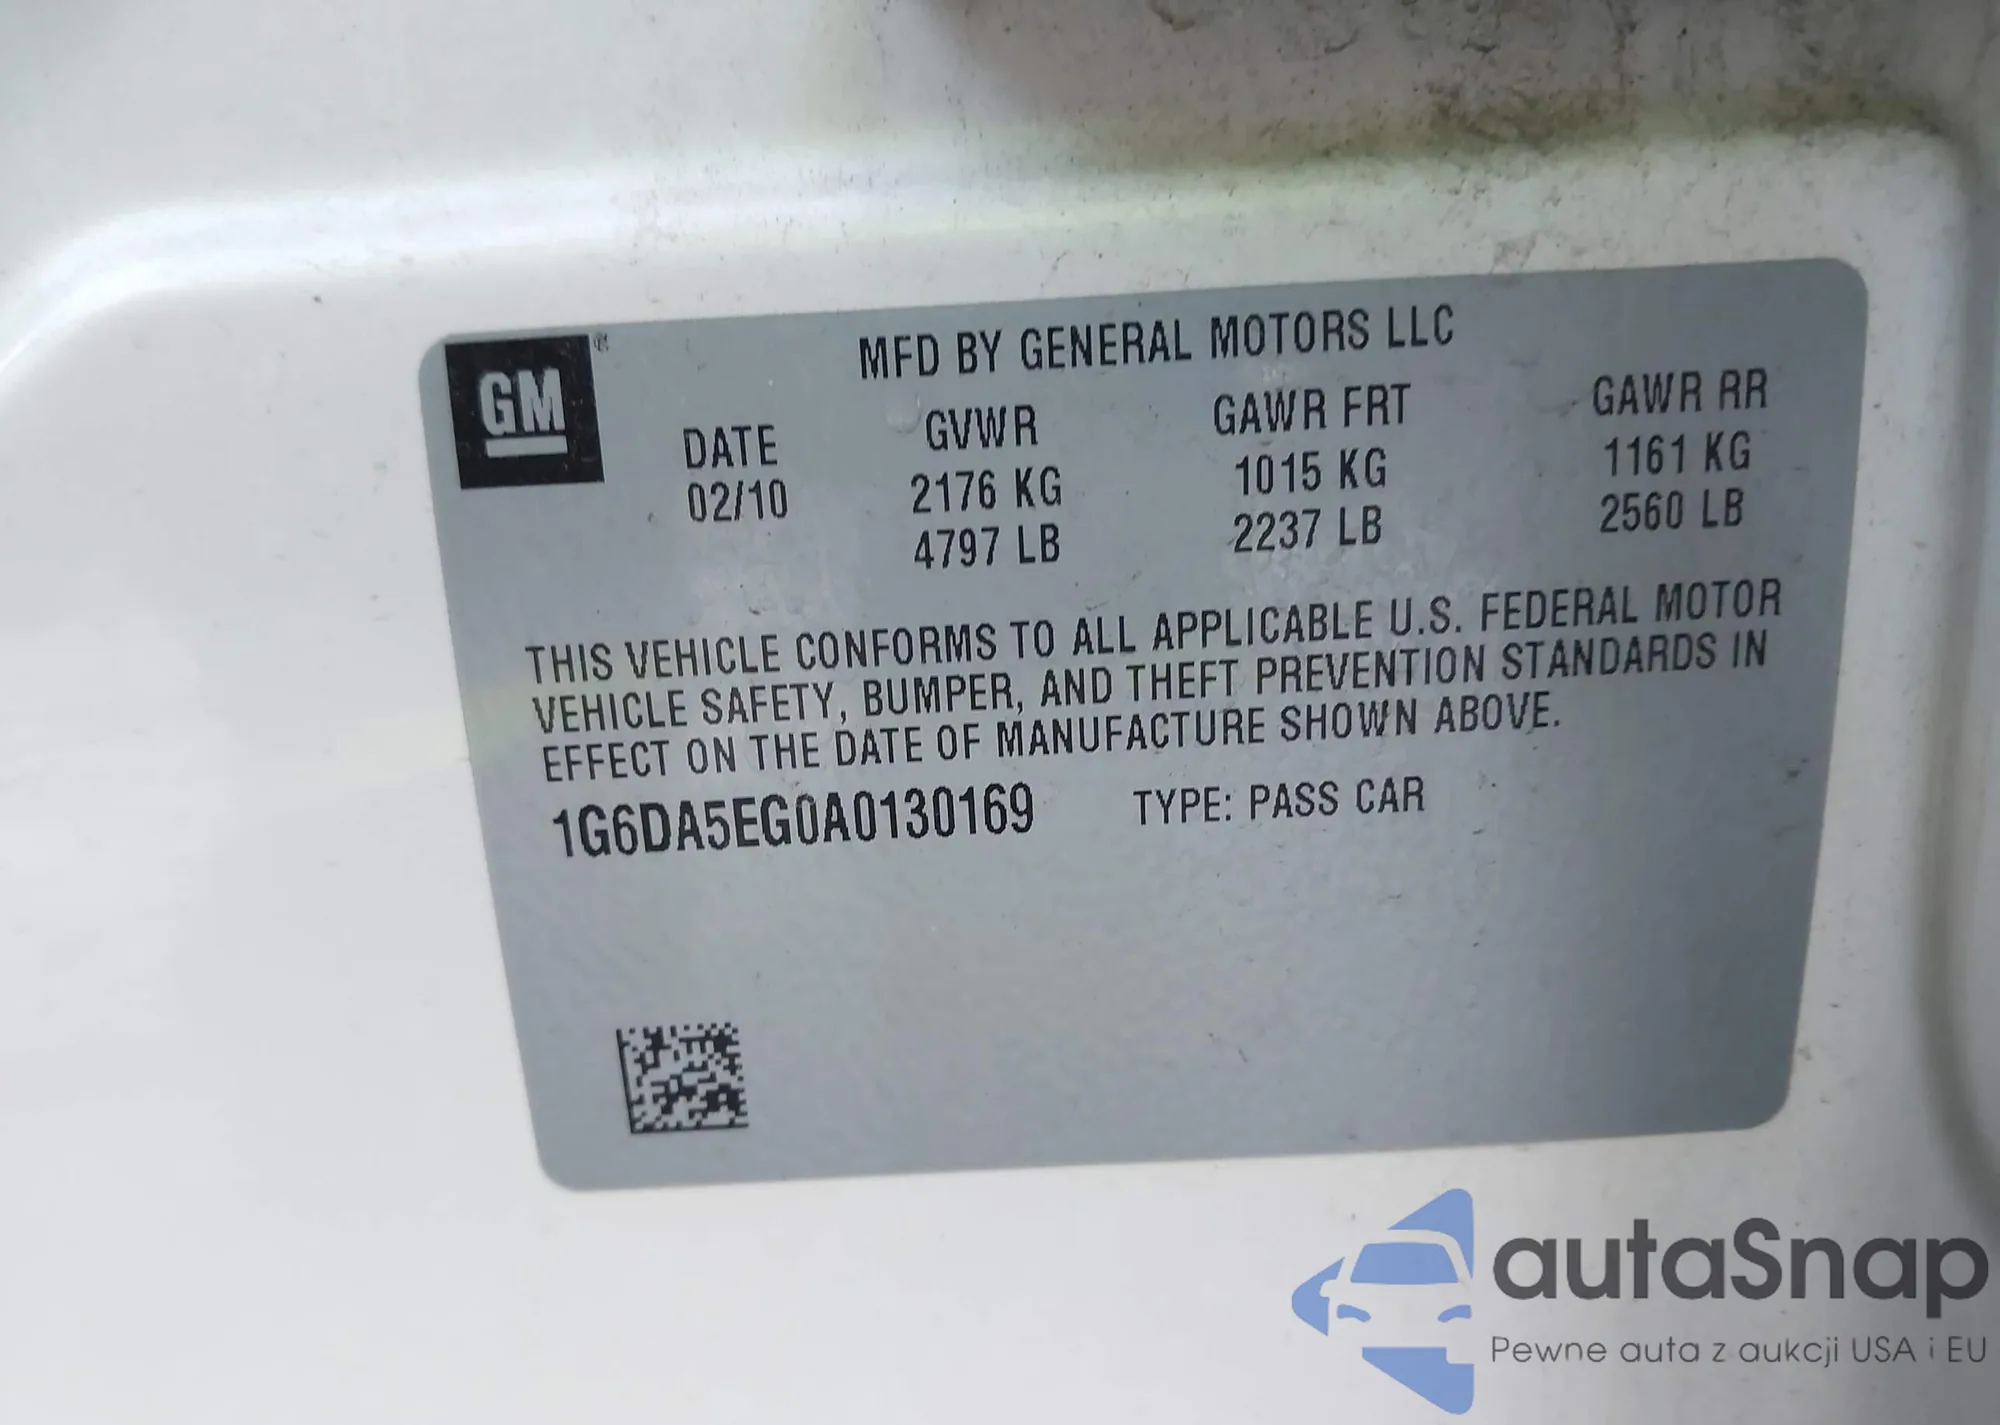 GM ®
MFD BY GENERAL MOTORS LLC
DATE GVWR GAWR FRT GAWR RR
02/10 2176 KG 1015 KG 1161 KG
4797 LB 2237 LB 2560 LB
THIS VEHICLE CONFORMS TO ALL APPLICABLE U.S. FEDERAL MOTOR
VEHICLE SAFETY, BUMPER, AND THEFT PREVENTION STANDARDS IN
EFFECT ON THE DATE OF MANUFACTURE SHOWN ABOVE.
1G6DA5EG0A0130169 TYPE: PASS CAR
autaSnap
Pewne auta z aukcji USA i EU